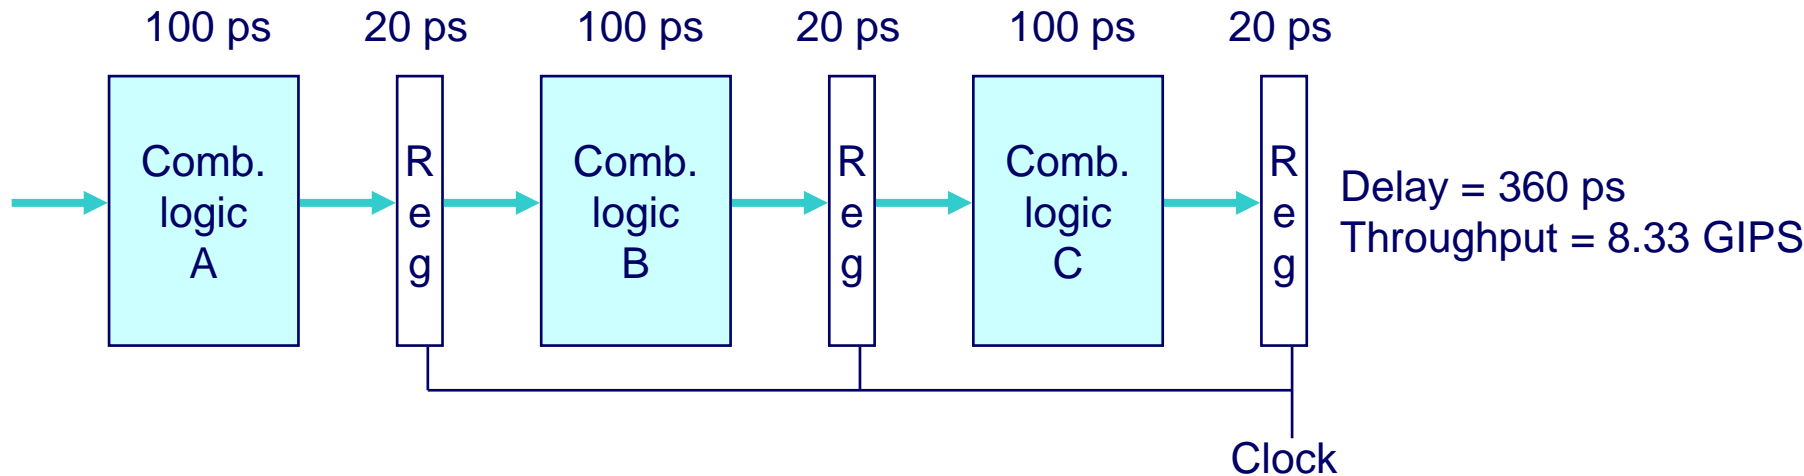 100 ps
20 ps
100 ps
20 ps
100 ps
20 ps
Comb.
logic
A
R
e
g
Comb.
logic
B
R
e
g
Comb.
logic
C
R
e
g
Delay = 360 ps
Throughput = 8.33 GIPS
Clock